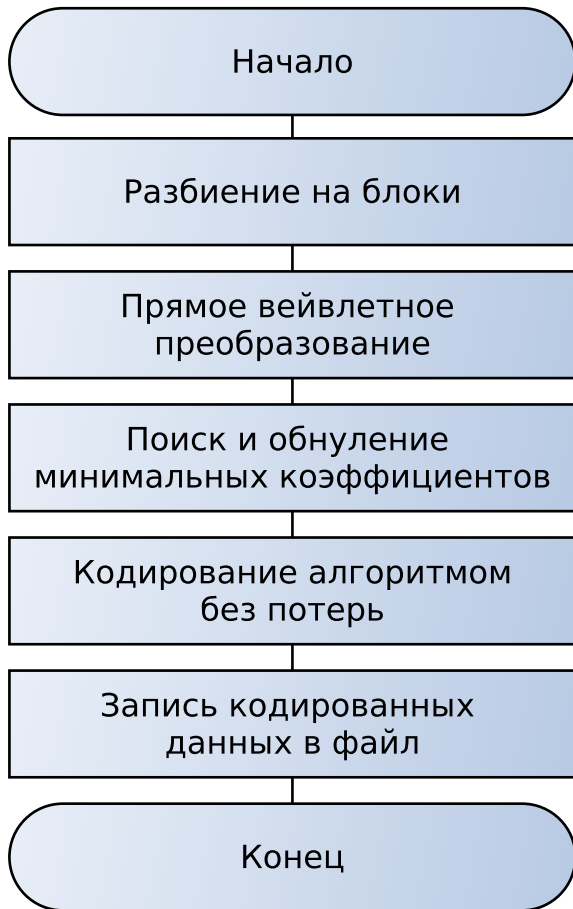 Начало
Разбиение на блоки
Прямое вейвлетное
преобразование
Поиск и обнуление
минимальных коэффициентов
Кодирование алгоритмом
без потерь
Запись кодированных
данных в файл
Конец